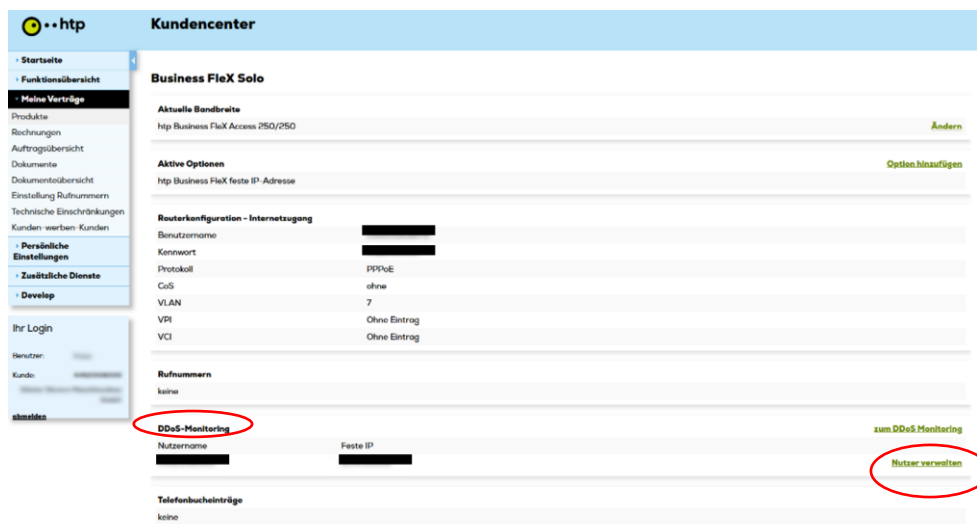 htp
Kundencenter
Startseite
Funktionsübersicht
Meine Verträge
Produkte
Rechnungen
Auftragsübersicht
Dokumente
Dokumenteübersicht
Einstellung Rufnummern
Technische Einschränkungen
Kunden-werben-Kunden
Persönliche
Einstellungen
Zusätzliche Dienste
Develop
Ihr Login
Benutzer:
Kunde:
abmelden
Business FleX Solo
Aktuelle Bandbreite
htp Business FleX Access 250/250 Ändern
Aktive Optionen Option hinzufügen
htp Business FleX feste IP-Adresse
Routerkonfiguration - Internetzugang
Benutzername
Kennwort
Protokoll PPPoE
CoS ohne
VLAN 7
VPI Ohne Eintrag
VCI Ohne Eintrag
Rufnummern
keine
DDoS-Monitoring zum DDoS Monitoring
Nutzername Feste IP
Nutzer verwalten
Telefonbucheinträge
keine